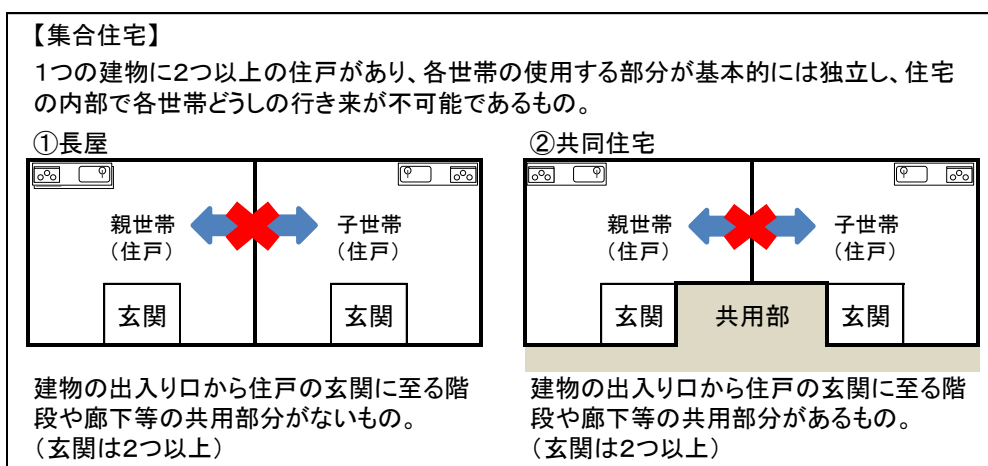 【集合住宅】
1つの建物に2つ以上の住戸があり、各世帯の使用する部分が基本的には独立し、住宅
の内部で各世帯どうしの行き来が不可能であるもの。
①長屋
親世帯
（住戸）
子世帯
（住戸）
玄関
玄関
建物の出入り口から住戸の玄関に至る階
段や廊下等の共用部分がないもの。
（玄関は2つ以上）
②共同住宅
親世帯
（住戸）
子世帯
（住戸）
玄関
共用部
玄関
建物の出入り口から住戸の玄関に至る階
段や廊下等の共用部分があるもの。
（玄関は2つ以上）